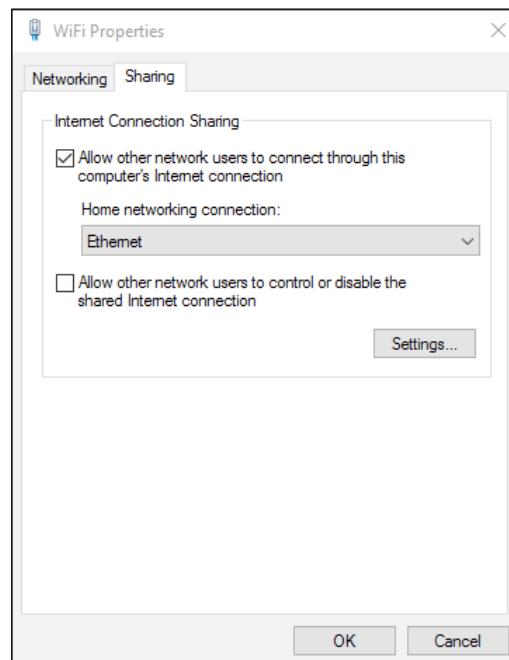 WiFi Properties
Networking
Sharing
Internet Connection Sharing
Allow other network users to connect through this
computer's Internet connection
Home networking connection:
Ethernet
Allow other network users to control or disable the
shared Internet connection
Settings...
OK
Cancel